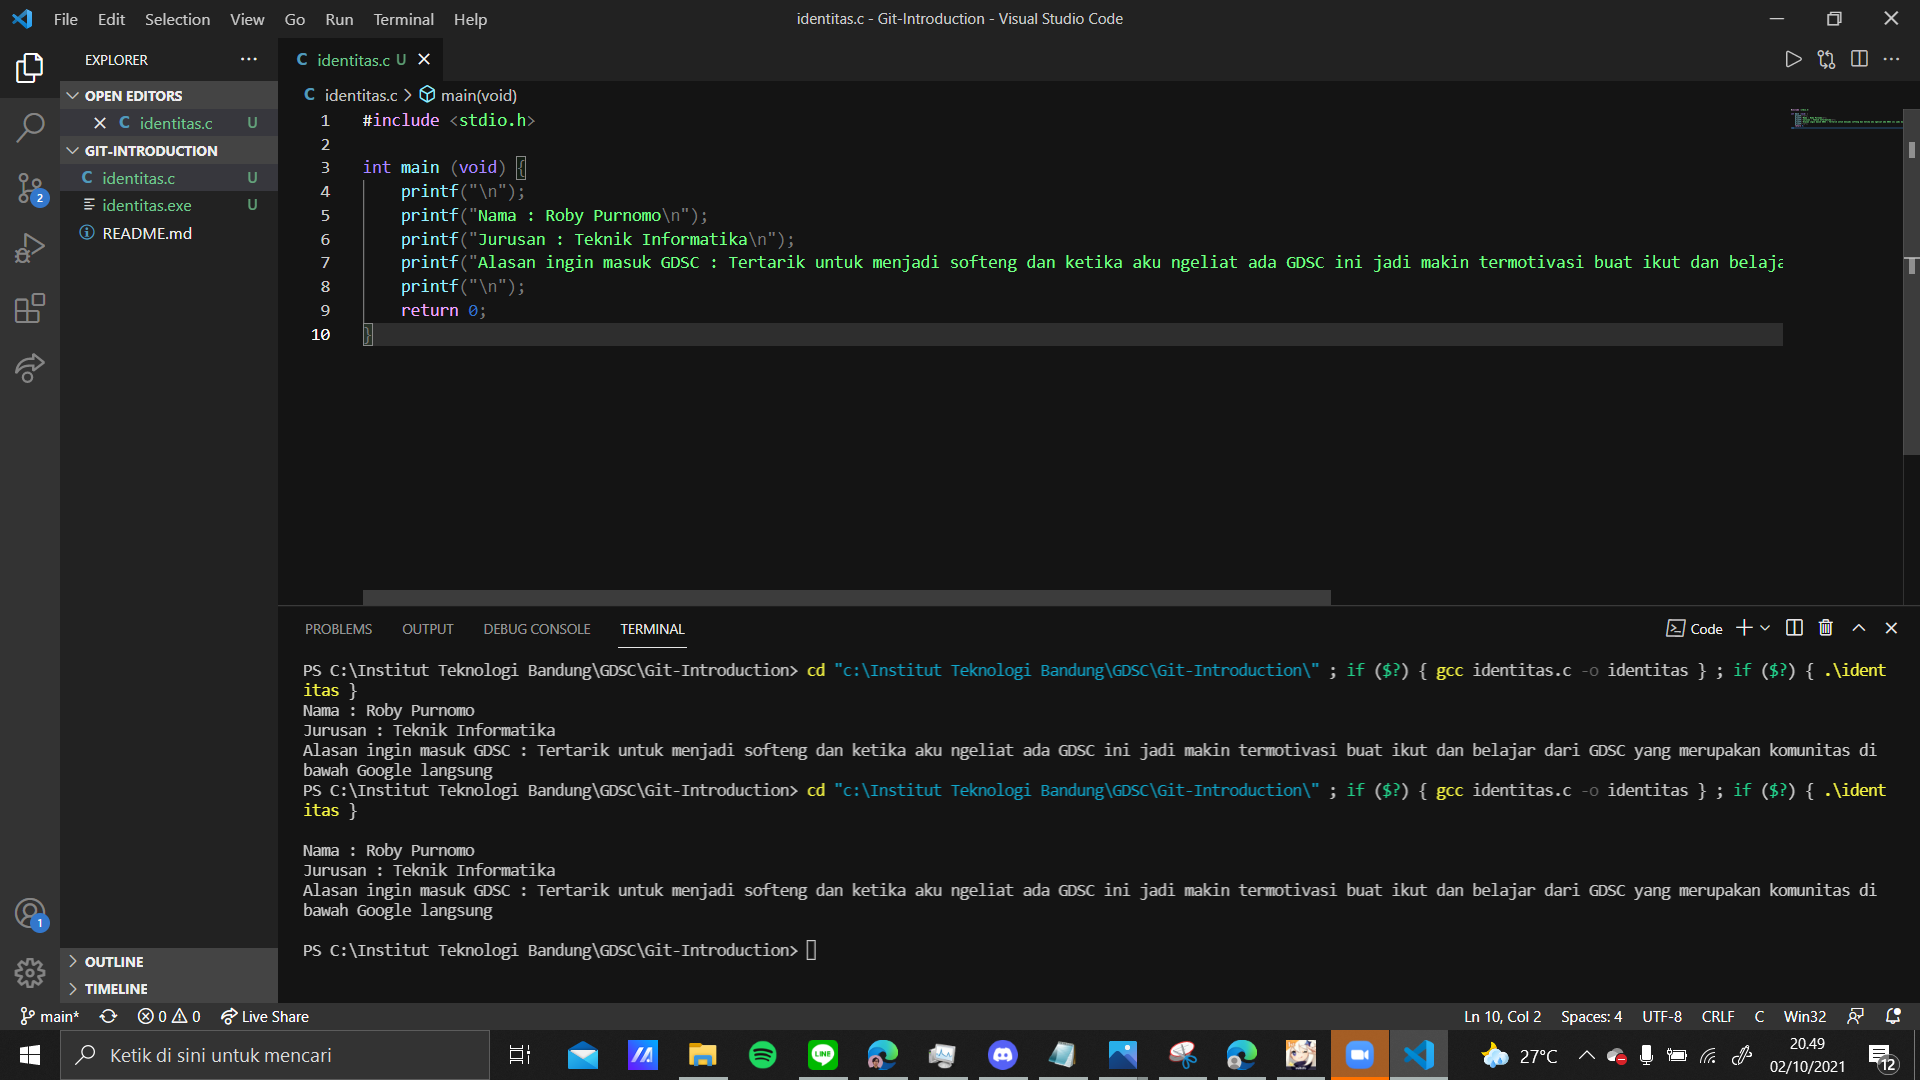 File Edit Selection View Go Run Terminal Help
identitas.c - Git-Introduction - Visual Studio Code
EXPLORER ...
OPEN EDITORS
C identitas.c U
GIT-INTRODUCTION
C identitas.c U
identitas.exe U
README.md
OUTLINE
TIMELINE
2
1
C identitas.c U
C identitas.c > main(void)
1 #include <stdio.h>
2
3 int main (void) {
4 printf("\n");
5 printf("Nama : Roby Purnomo\n");
6 printf("Jurusan : Teknik Informatika\n");
7 printf("Alasan ingin masuk GDSC : Tertarik untuk menjadi softeng dan ketika aku ngeliat ada GDSC ini jadi makin termotivasi buat ikut dan belaja
8 printf("\n");
9 return 0;
10 }
PROBLEMS OUTPUT DEBUG CONSOLE TERMINAL
Code
PS C:\Institut Teknologi Bandung\GDSC\Git-Introduction> cd "c:\Institut Teknologi Bandung\GDSC\Git-Introduction\" ; if ($?) { gcc identitas.c -o identitas } ; if ($?) { .\ident
itas }
Nama : Roby Purnomo
Jurusan : Teknik Informatika
Alasan ingin masuk GDSC : Tertarik untuk menjadi softeng dan ketika aku ngeliat ada GDSC ini jadi makin termotivasi buat ikut dan belajar dari GDSC yang merupakan komunitas di
bawah Google langsung
PS C:\Institut Teknologi Bandung\GDSC\Git-Introduction> cd "c:\Institut Teknologi Bandung\GDSC\Git-Introduction\" ; if ($?) { gcc identitas.c -o identitas } ; if ($?) { .\ident
itas }
Nama : Roby Purnomo
Jurusan : Teknik Informatika
Alasan ingin masuk GDSC : Tertarik untuk menjadi softeng dan ketika aku ngeliat ada GDSC ini jadi makin termotivasi buat ikut dan belajar dari GDSC yang merupakan komunitas di
bawah Google langsung
PS C:\Institut Teknologi Bandung\GDSC\Git-Introduction>
main* 0 0 Live Share
Ln 10, Col 2 Spaces: 4 UTF-8 CRLF C Win32
Ketik di sini untuk mencari
LINE
27°C
20.49
02/10/2021
12